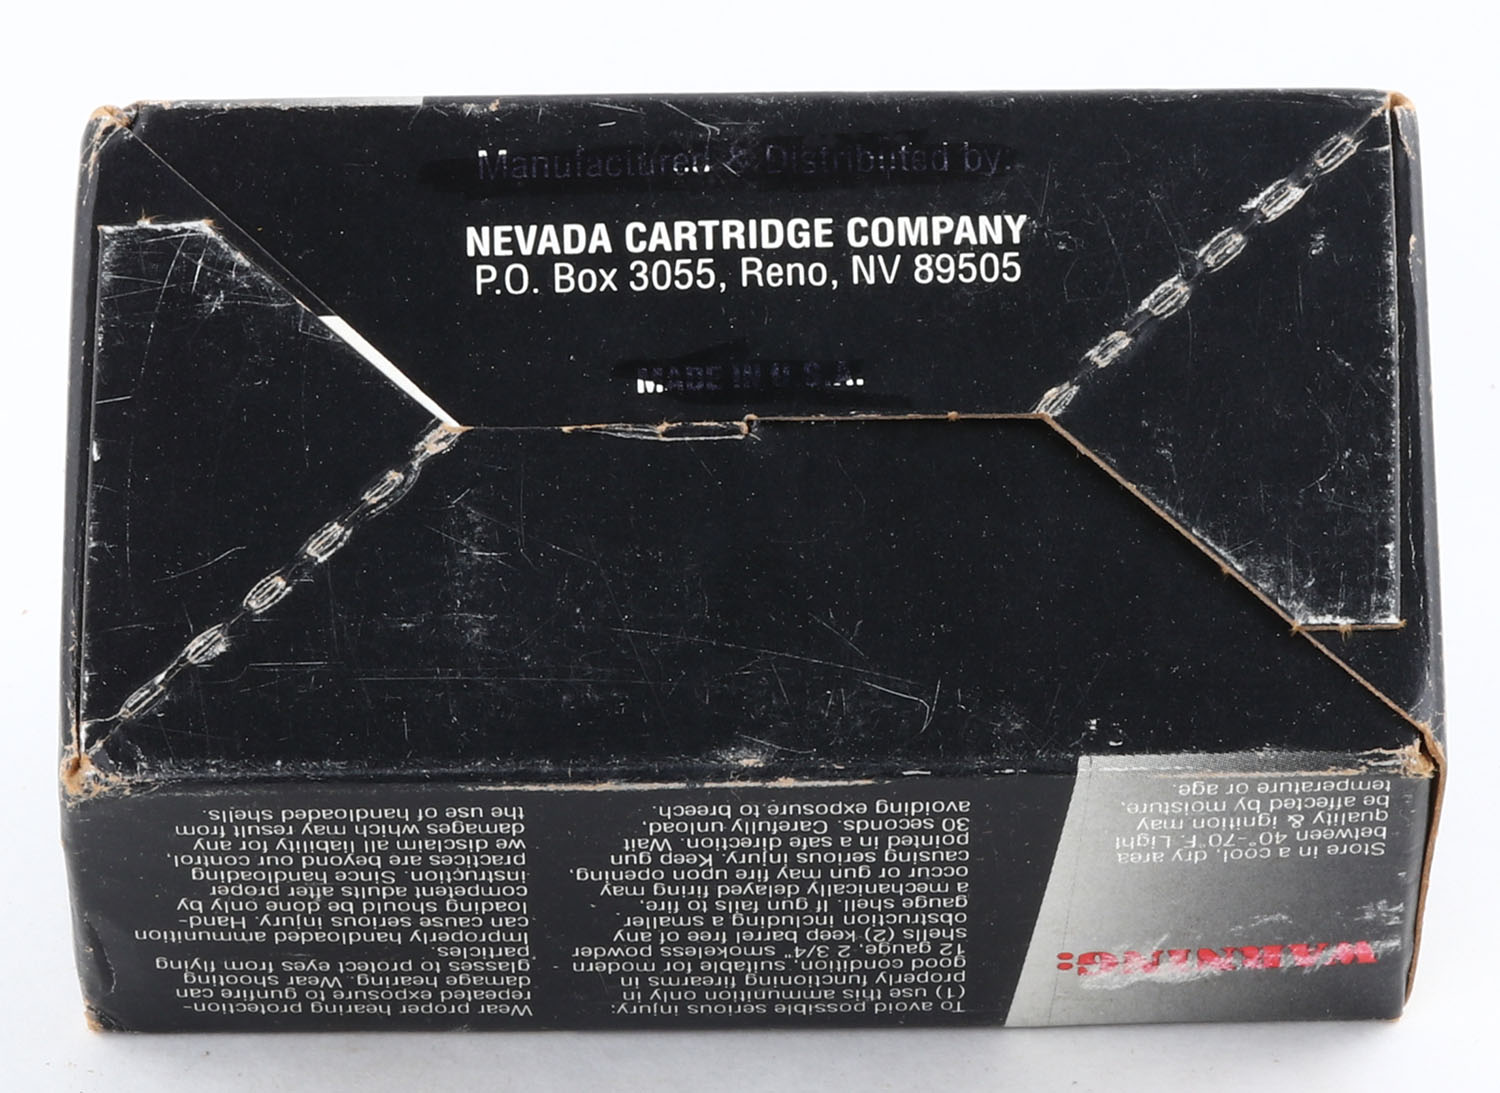 Manufactured & Distributed by:
NEVADA CARTRIDGE COMPANY
P.O. Box 3055, Reno, NV 89505
MADE IN U.S.A.
WARNING:
Store in a cool, dry area
between 40°-70°F. Light
quality & ignition may
be affected by moisture,
temperature or age.
To avoid possible serious injury:
(1) use this ammunition only in
properly functioning firearms in
good condition, suitable for modern
12 gauge, 2 3/4" smokeless powder
shells (2) keep barrel free of any
obstruction including a smaller
gauge shell. If gun fails to fire,
a mechanically delayed firing may
occur or gun may fire upon opening,
causing serious injury. Keep gun
pointed in a safe direction. Wait
30 seconds. Carefully unload,
avoiding exposure to breech.
Wear proper hearing protection-
repeated exposure to gunfire can
damage hearing. Wear shooting
glasses to protect eyes from flying
particles.
Improperly handloaded ammunition
can cause serious injury. Hand-
loading should be done only by
competent adults after proper
instruction. Since handloading
practices are beyond our control,
we disclaim all liability for any
damages which may result from
the use of handloaded shells.